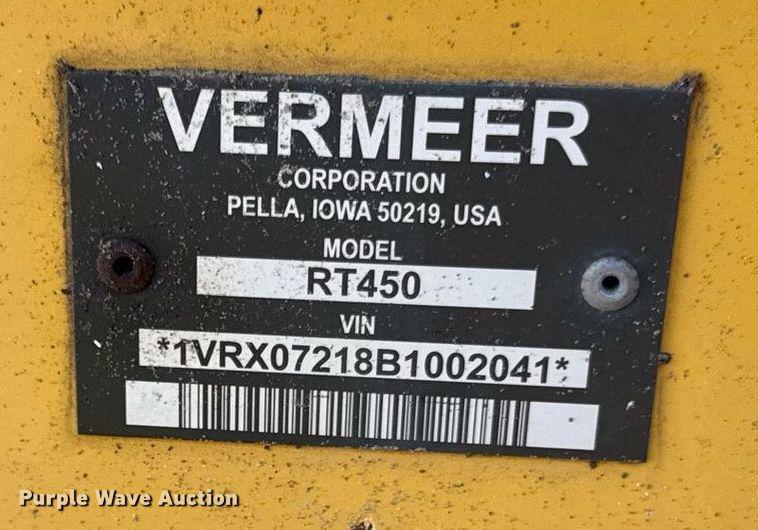 VERMEER
CORPORATION
PELLA, IOWA 50219, USA
MODEL
RT450
VIN
*1VRX07218B1002041*
Purple Wave Auction